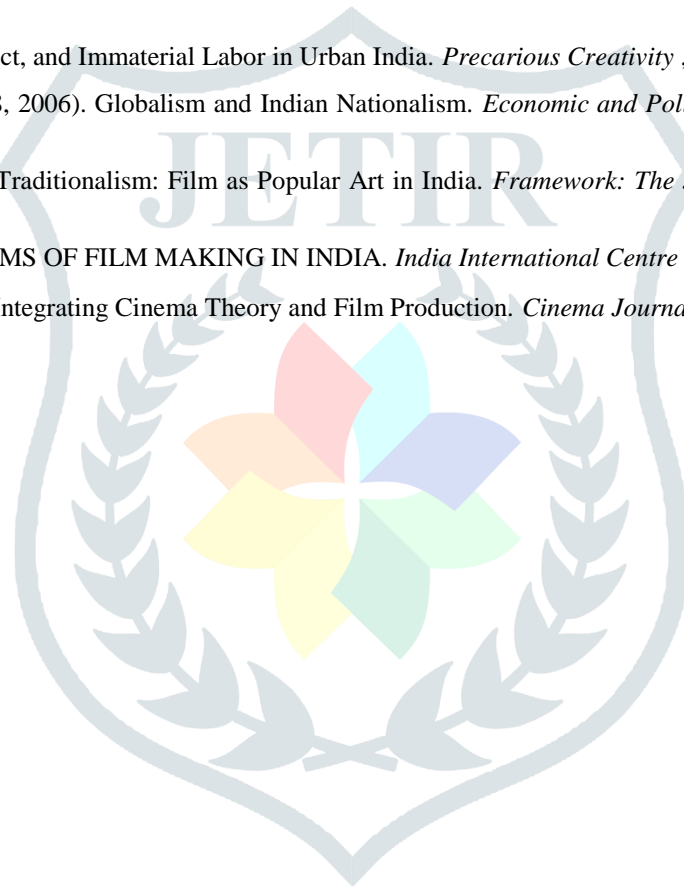 ct, and Immaterial Labor in Urban India. Precarious Creativity ,
, 2006). Globalism and Indian Nationalism. Economic and Pol
Traditionalism: Film as Popular Art in India. Framework: The
JETIR
MS OF FILM MAKING IN INDIA. India International Centre
ntegrating Cinema Theory and Film Production. Cinema Journa